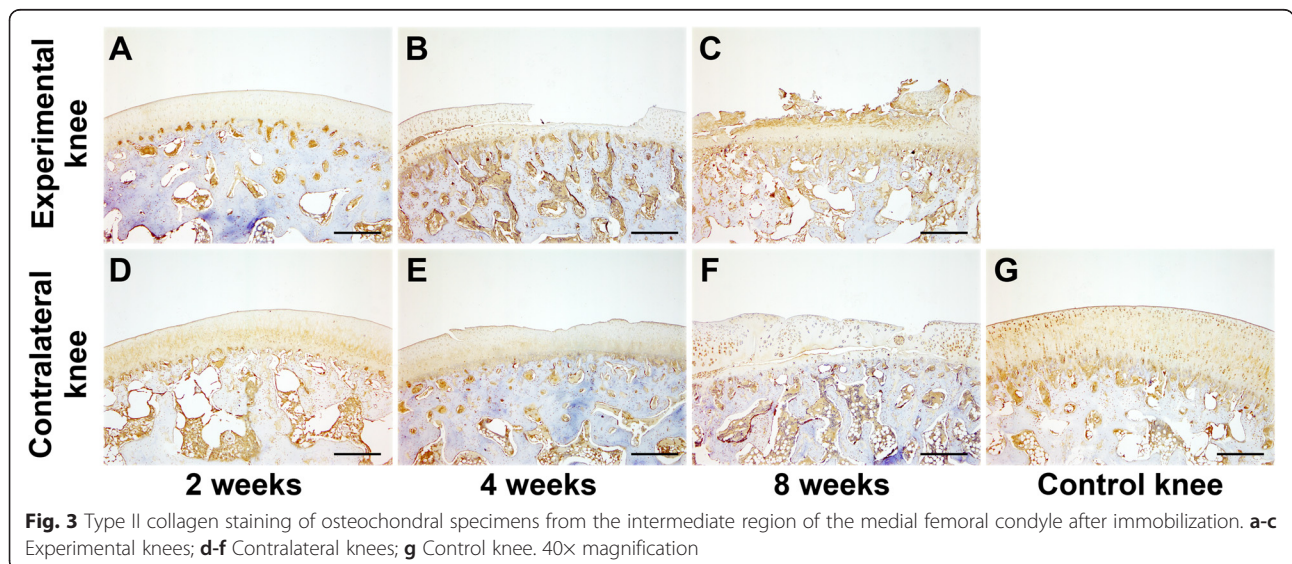 A
B
C
Experimental
knee
D
E
F
G
Contralateral
knee
2 weeks
4 weeks
8 weeks
Control knee
Fig. 3 Type II collagen staining of osteochondral specimens from the intermediate region of the medial femoral condyle after immobilization. a-c
Experimental knees; d-f Contralateral knees; g Control knee. 40× magnification